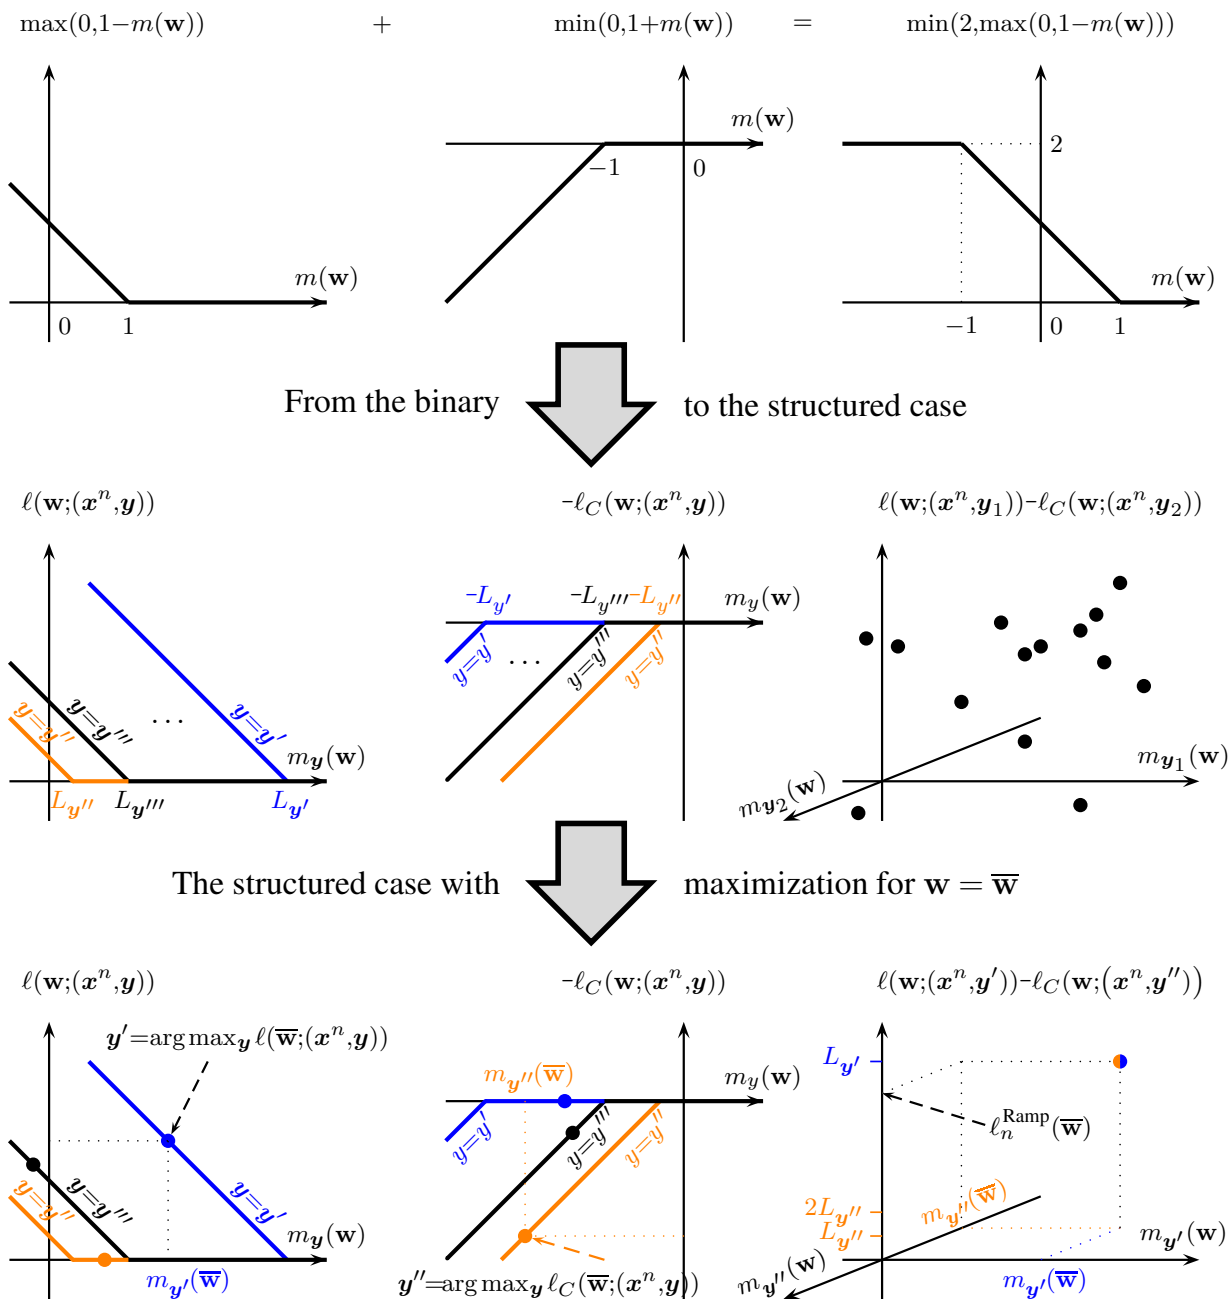 max(0,1−m(𝐰)) + min(0,1+m(𝐰)) = min(2,max(0,1−m(𝐰)))
m(𝐰)
0 1
m(𝐰)
−1 0
2
m(𝐰)
−1 0 1
From the binary to the structured case
ℓ(𝐰;(𝒙ⁿ,𝒚))
𝒚=𝒚′′
𝒚=𝒚′′′
...
𝒚=𝒚′
m_𝒚(𝐰)
L_𝒚′′ L_𝒚′′′ L_𝒚′
−ℓ_C(𝐰;(𝒙ⁿ,𝒚))
−L_𝒚′ −L_𝒚′′′ −L_𝒚′′
m_y(𝐰)
y=y′
...
y=y′′′
y=y′′
ℓ(𝐰;(𝒙ⁿ,𝒚₁))−ℓ_C(𝐰;(𝒙ⁿ,𝒚₂))
m_𝒚₁(𝐰)
m_𝒚₂(𝐰)
The structured case with maximization for 𝐰 = 𝐰̅
ℓ(𝐰;(𝒙ⁿ,𝒚))
𝒚′=arg max_𝒚 ℓ(𝐰̅;(𝒙ⁿ,𝒚))
𝒚=𝒚′′
𝒚=𝒚′′′
𝒚=𝒚′
m_𝒚(𝐰)
m_𝒚′(𝐰̅)
−ℓ_C(𝐰;(𝒙ⁿ,𝒚))
m_𝒚′′(𝐰̅)
m_y(𝐰)
y=y′
y=y′′′
y=y′′
𝒚′′=arg max_𝒚 ℓ_C(𝐰̅;(𝒙ⁿ,𝒚))
ℓ(𝐰;(𝒙ⁿ,𝒚′))−ℓ_C(𝐰;(𝒙ⁿ,𝒚′′))
L_𝒚′
ℓ_n^Ramp(𝐰̅)
2L_𝒚′′
L_𝒚′′
m_𝒚′′(𝐰̅)
m_𝒚′(𝐰)
m_𝒚′′(𝐰)
m_𝒚′(𝐰̅)